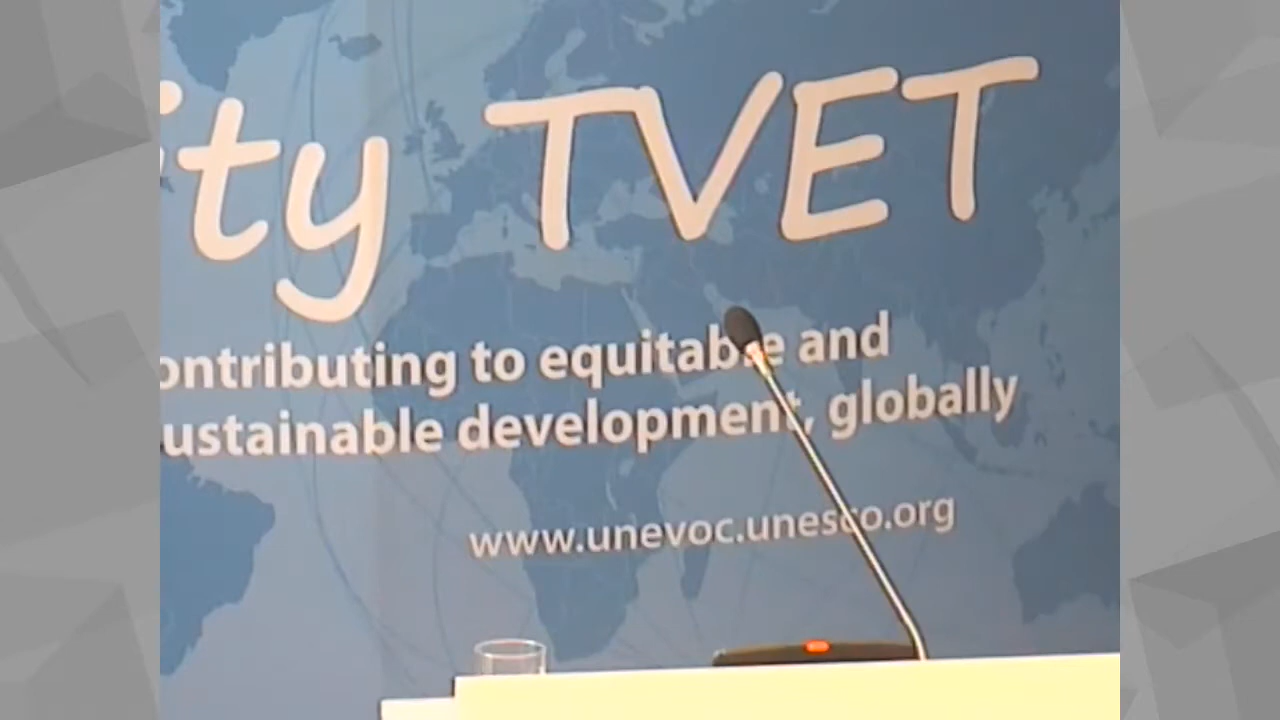 ity TVET
ontributing to equitable and
ustainable development, globally
www.unevoc.unesco.org